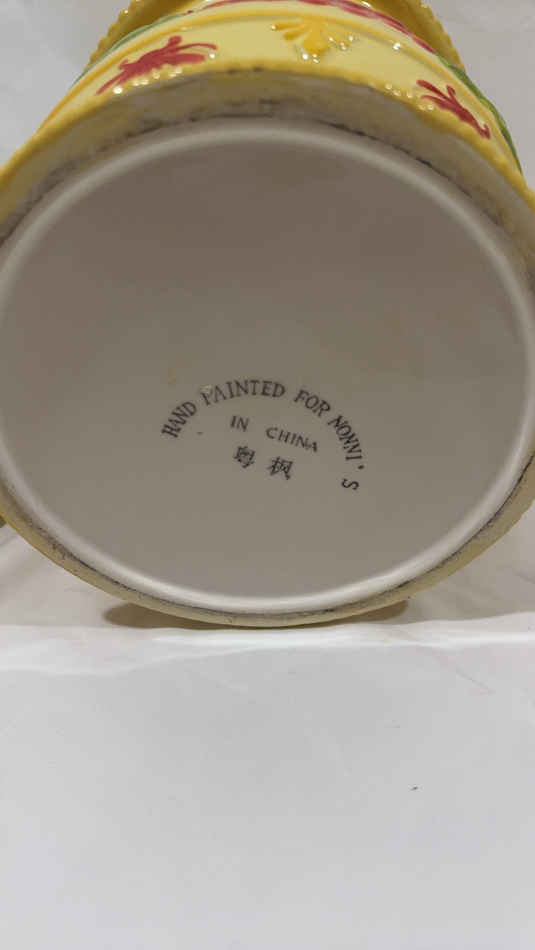 HAND PAINTED FOR NONNI'S
IN CHINA
粤枫